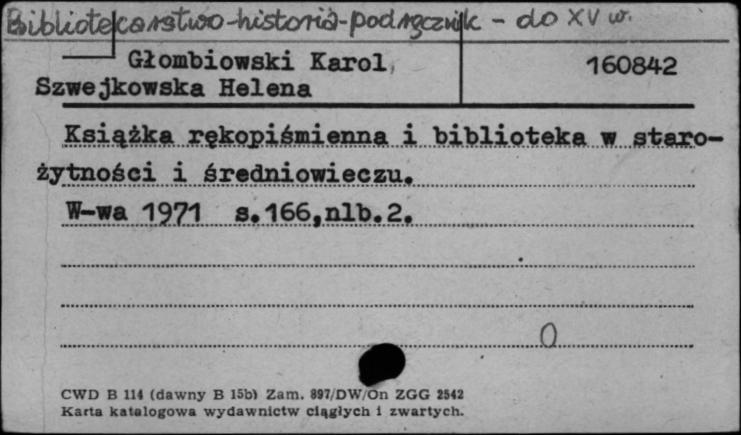 Bibliotekarstwo-historia-podręcznik - do XV w.
Głombiowski Karol, 160842
Szwejkowska Helena
Książka rękopiśmienna i biblioteka w staro-
żytności i średniowieczu.
W-wa 1971 s.166,nlb.2.
0
CWD B 114 (dawny B 15b) Zam. 897/DW/On ZGG 2542
Karta katalogowa wydawnictw ciągłych i zwartych.